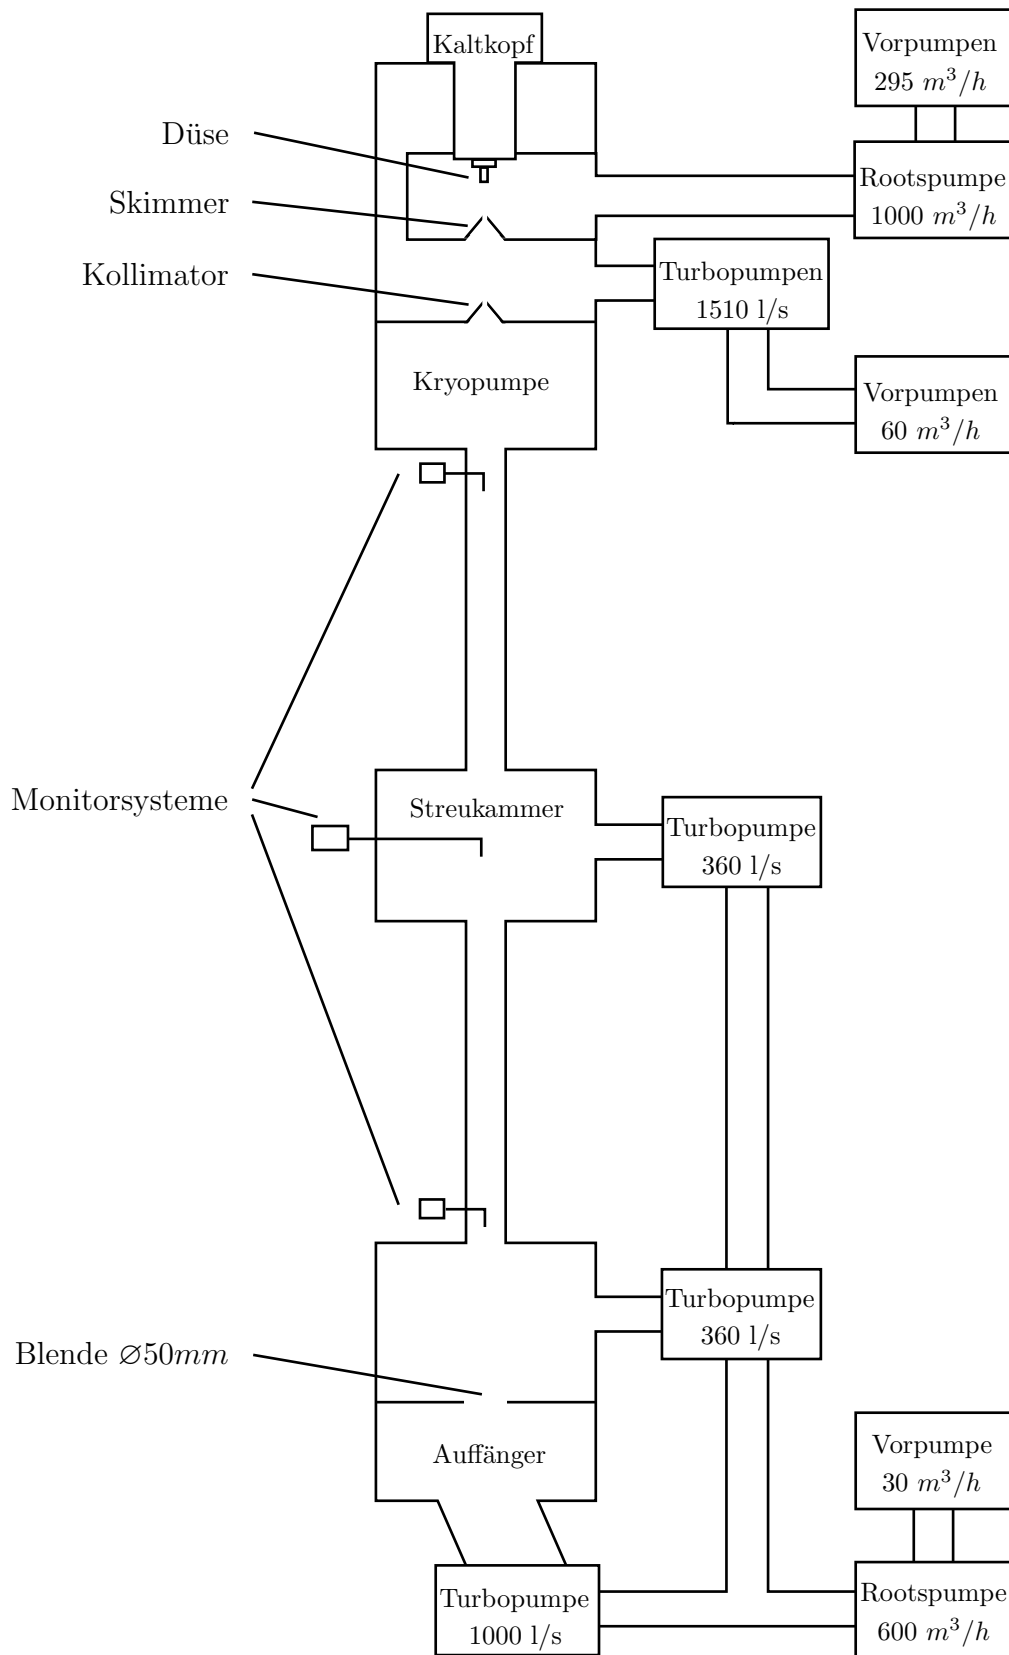 Kaltkopf
Vorpumpen
295 m³/h
Düse
Rootspumpe
1000 m³/h
Skimmer
Kollimator
Turbopumpen
1510 l/s
Kryopumpe
Vorpumpen
60 m³/h
Monitorsysteme
Streukammer
Turbopumpe
360 l/s
Turbopumpe
360 l/s
Blende ∅50mm
Auffänger
Vorpumpe
30 m³/h
Turbopumpe
1000 l/s
Rootspumpe
600 m³/h